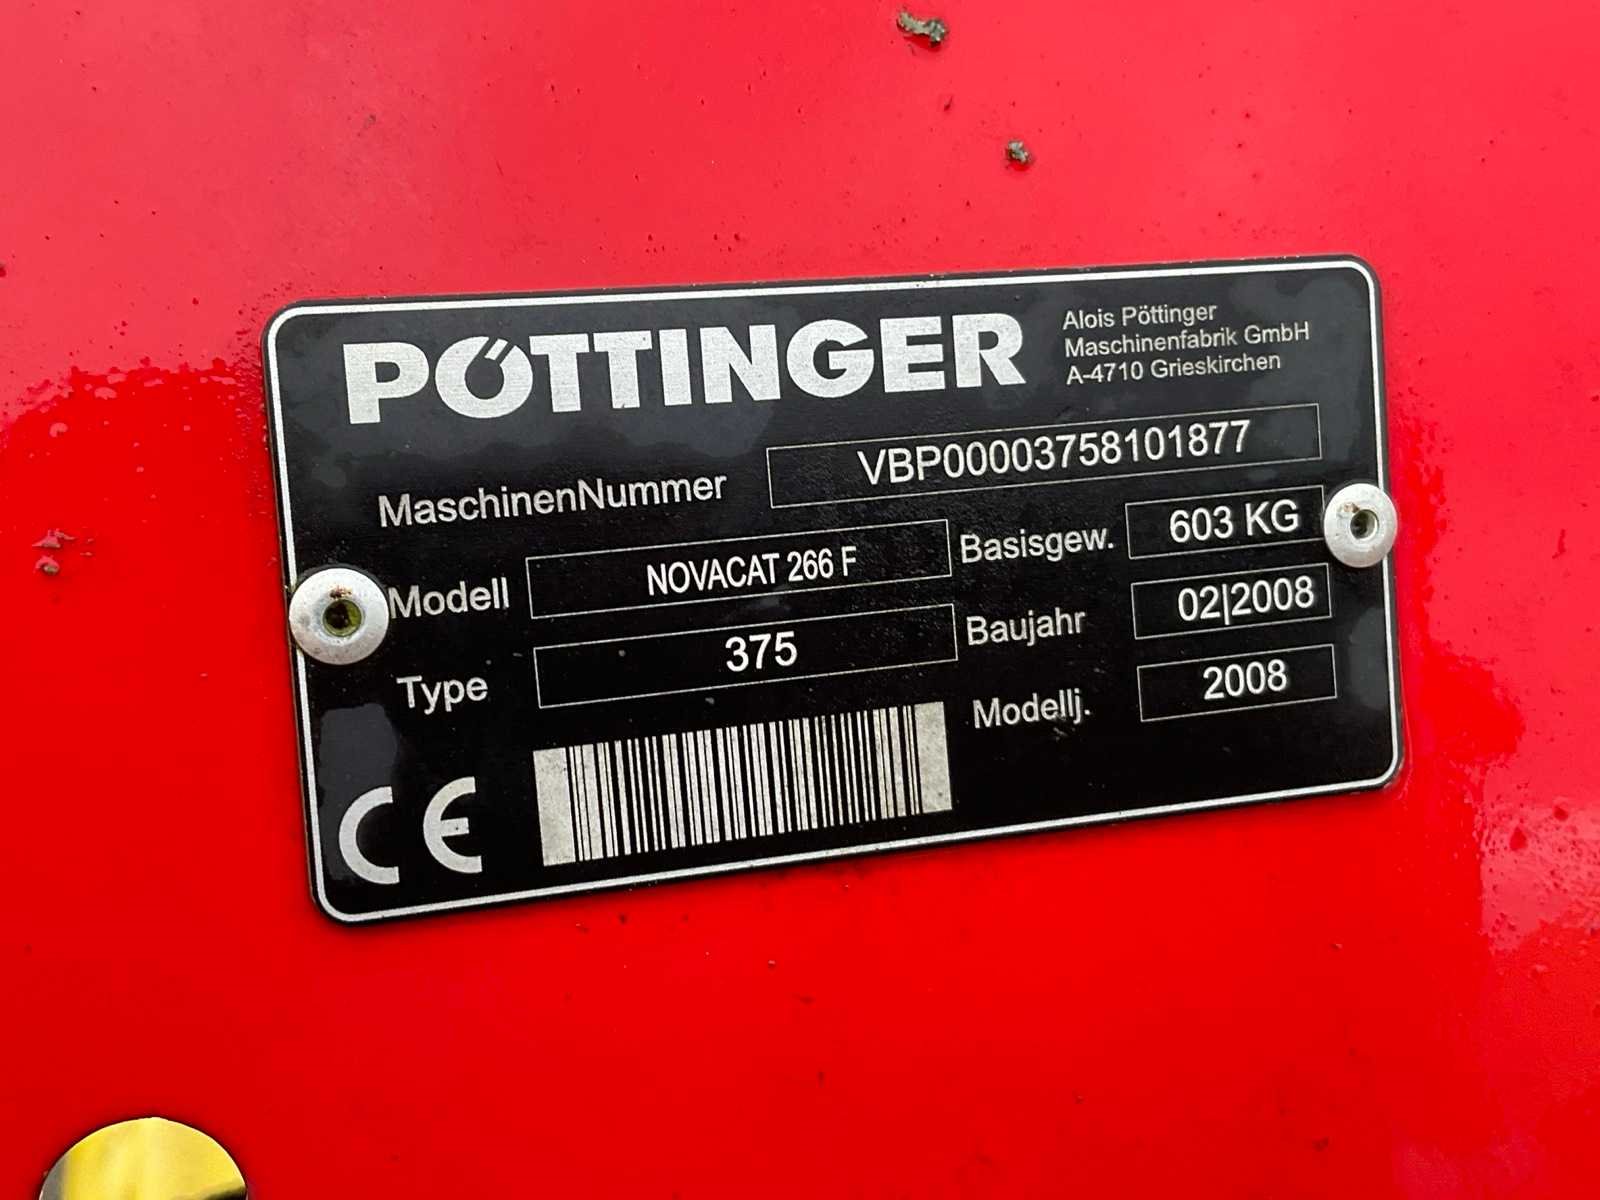 PÖTTINGER
Alois Pöttinger
Maschinenfabrik GmbH
A-4710 Grieskirchen
MaschinenNummer VBP00003758101877
Modell NOVACAT 266 F Basisgew. 603 KG
Type 375 Baujahr 02|2008
Modellj. 2008
CE